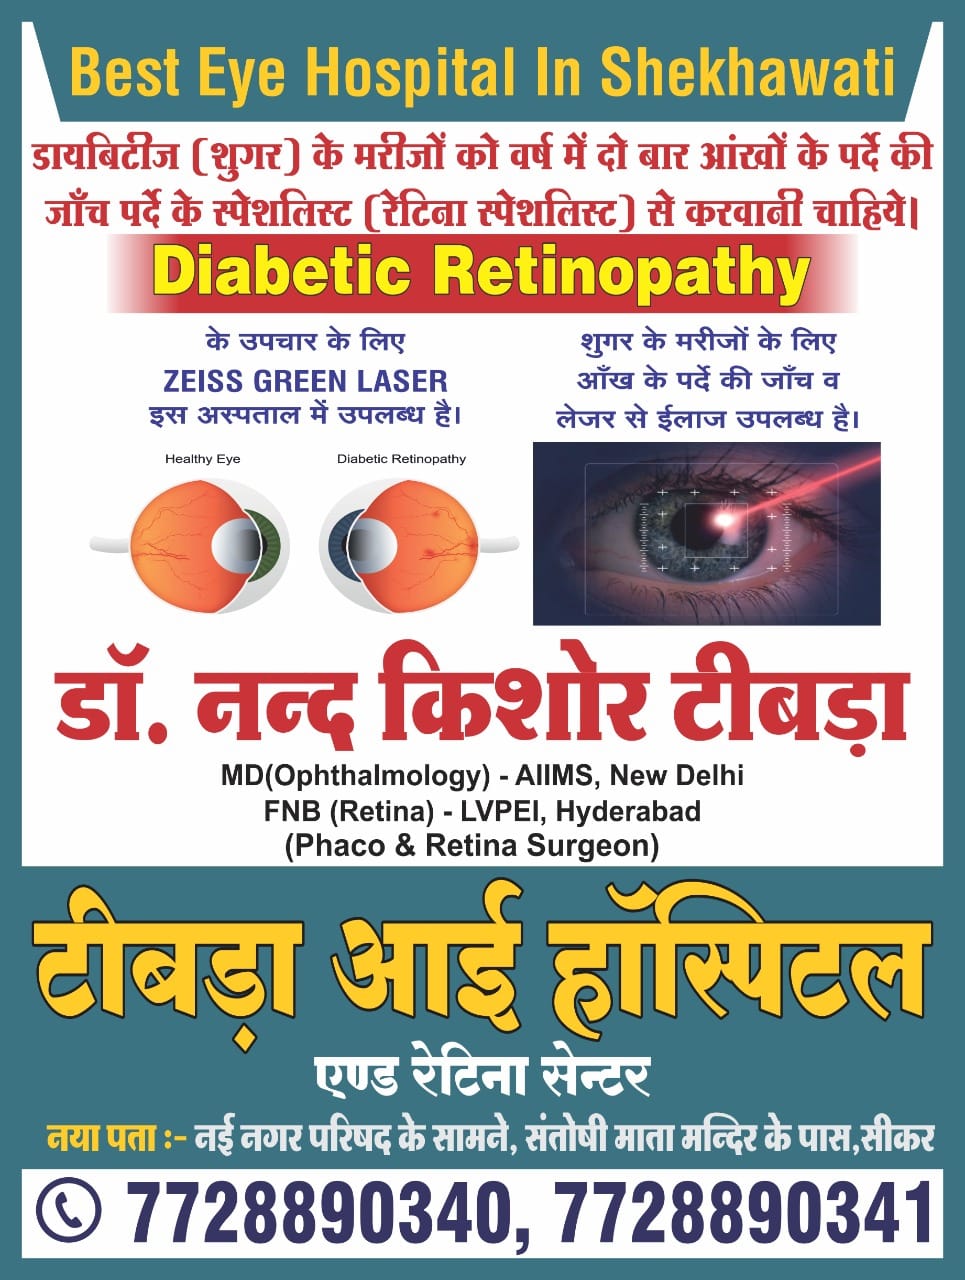 Best Eye Hospital In Shekhawati
डायबिटीज (शुगर) के मरीजों को वर्ष में दो बार आंखों के पर्दे की
जाँच पर्दे के स्पेशलिस्ट (रेटिना स्पेशलिस्ट) से करवानी चाहिये।
Diabetic Retinopathy
के उपचार के लिए
ZEISS GREEN LASER
इस अस्पताल में उपलब्ध है।
शुगर के मरीजों के लिए
आँख के पर्दे की जाँच व
लेजर से ईलाज उपलब्ध है।
Healthy Eye
Diabetic Retinopathy
डॉ. नन्द किशोर टीबड़ा
MD(Ophthalmology) - AIIMS, New Delhi
FNB (Retina) - LVPEI, Hyderabad
(Phaco & Retina Surgeon)
टीबड़ा आई हॉस्पिटल
एण्ड रेटिना सेन्टर
नया पता :- नई नगर परिषद के सामने, संतोषी माता मन्दिर के पास,सीकर
7728890340, 7728890341